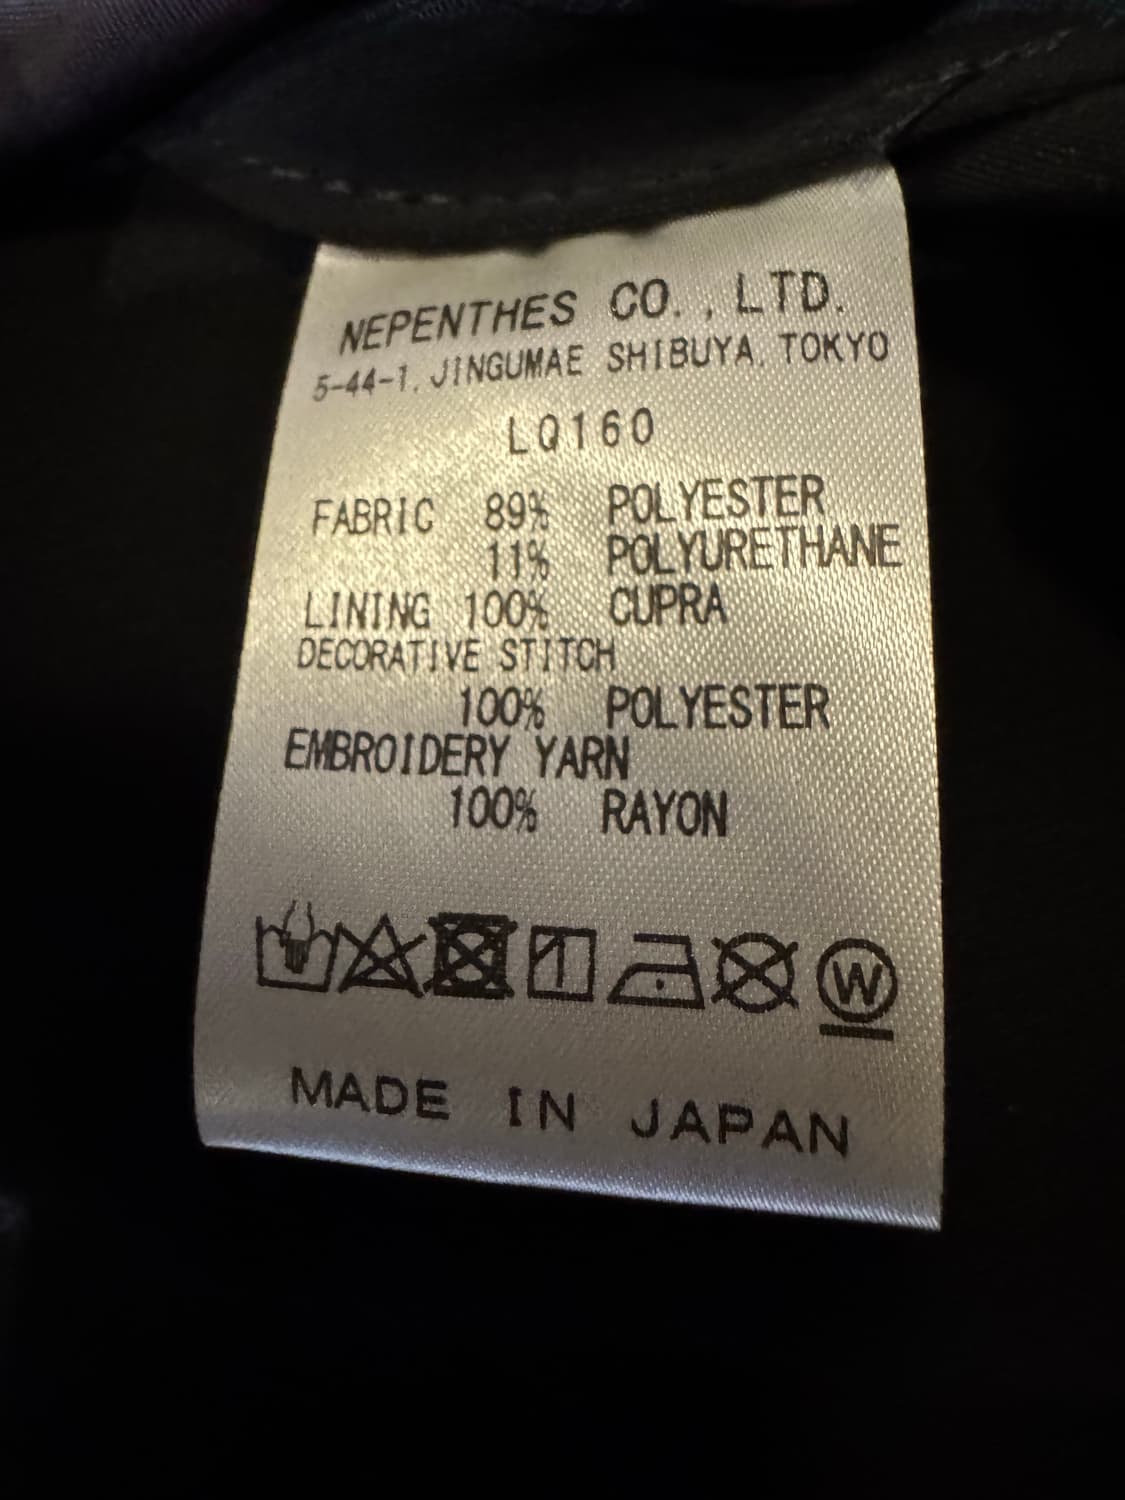 NEPENTHES CO., LTD.
5-44-1, JINGUMAE SHIBUYA, TOKYO
LQ160
FABRIC 89% POLYESTER
11% POLYURETHANE
LINING 100% CUPRA
DECORATIVE STITCH
100% POLYESTER
EMBROIDERY YARN
100% RAYON
W
MADE IN JAPAN